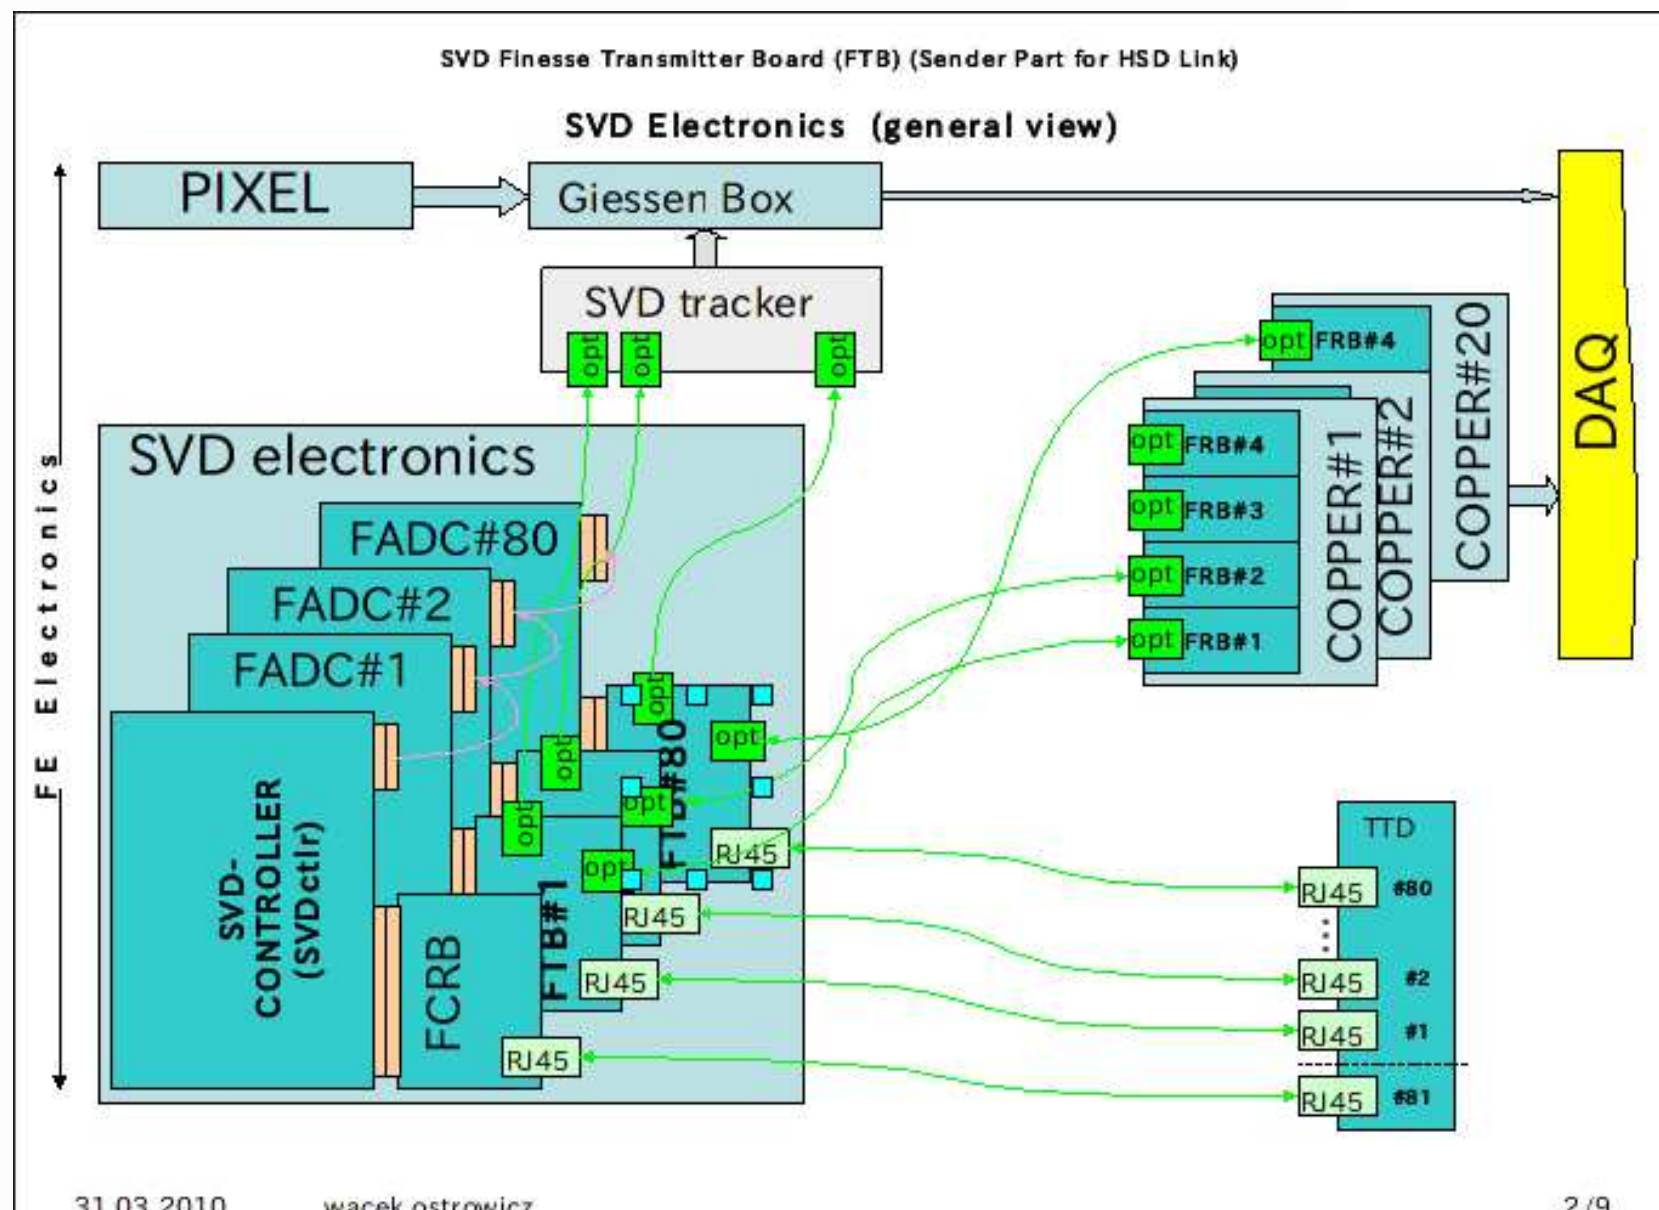 SVD Finesse Transmitter Board (FTB) (Sender Part for HSD Link)
SVD Electronics (general view)
PIXEL
Giessen Box
SVD tracker
opt
opt
opt
DAQ
FE Electronics
SVD electronics
FADC#80
FADC#2
FADC#1
SVD-
CONTROLLER
(SVDctlr)
FCRB
FTB#1
FTB#80
opt
opt
opt
opt
opt
opt
RJ45
RJ45
RJ45
RJ45
opt FRB#4
COPPER#20
COPPER#2
COPPER#1
opt FRB#4
opt FRB#3
opt FRB#2
opt FRB#1
TTD
RJ45 #80
RJ45 #2
RJ45 #1
RJ45 #81
31.03.2010
wacek ostrowicz
2/9